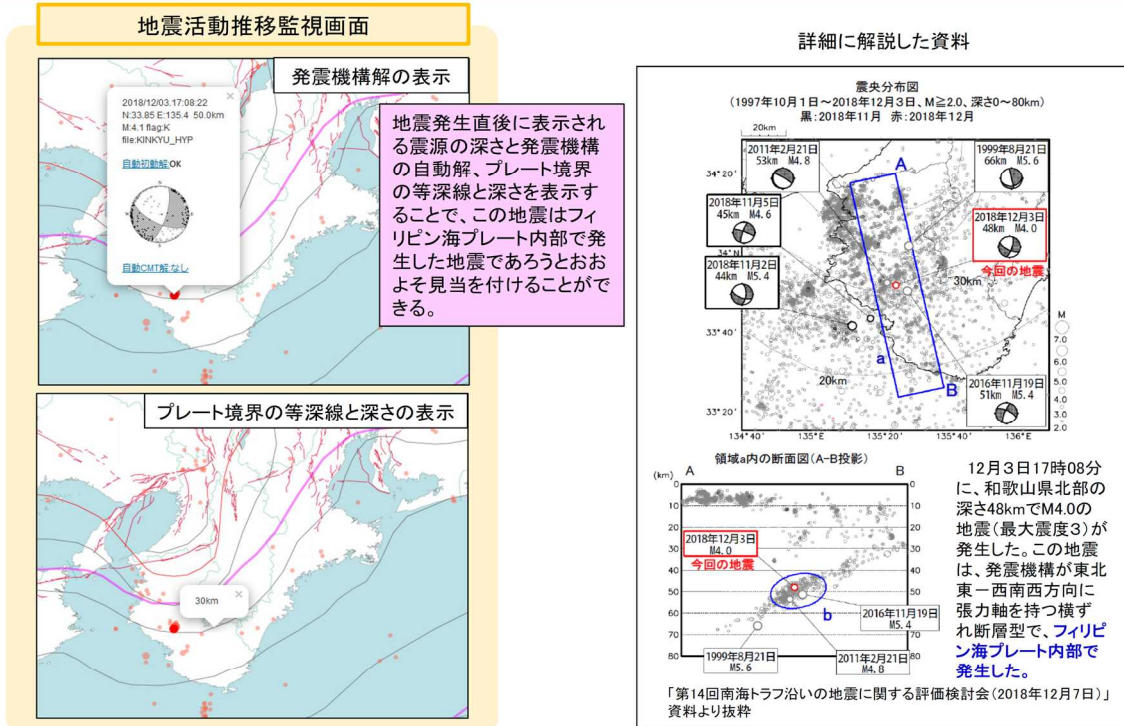 地震活動推移監視画面
発震機構解の表示
2018/12/03.17:08:22
N:33.85 E:135.4 50.0km
M:4.1 flag:K
file:KINKYU_HYP
自動初動解:OK
自動CMT解:なし
地震発生直後に表示され
る震源の深さと発震機構
の自動解、プレート境界
の等深線と深さを表示す
ることで、この地震はフィ
リピン海プレート内部で発
生した地震であろうとおお
よそ見当を付けることがで
きる。
プレート境界の等深線と深さの表示
30km
詳細に解説した資料
震央分布図
(1997年10月1日～2018年12月3日、M≧2.0、深さ0～80km)
黒:2018年11月 赤:2018年12月
20km
2011年2月21日
53km M4.8
1999年8月21日
66km M5.6
2018年11月5日
45km M4.6
2018年12月3日
48km M4.0
今回の地震
2018年11月2日
44km M5.4
2016年11月19日
51km M5.4
A
a
B
30km
20km
34°20′
34°N
33°40′
33°20′
134°40′ 135°E 135°20′ 135°40′ 136°E
M
7.0
6.0
5.0
4.0
3.0
2.0
領域a内の断面図(A-B投影)
A B
(km)
0 0
10 10
20 20
30 30
40 40
50 50
60 60
70 70
80 80
2018年12月3日
M4.0
今回の地震
b
2016年11月19日
M5.4
1999年8月21日
M5.6
2011年2月21日
M4.8
12月3日17時08分
に、和歌山県北部の
深さ48kmでM4.0の
地震(最大震度3)が
発生した。この地震
は、発震機構が東北
東－西南西方向に
張力軸を持つ横ず
れ断層型で、フィリピ
ン海プレート内部で
発生した。
「第14回南海トラフ沿いの地震に関する評価検討会(2018年12月7日)」
資料より抜粋